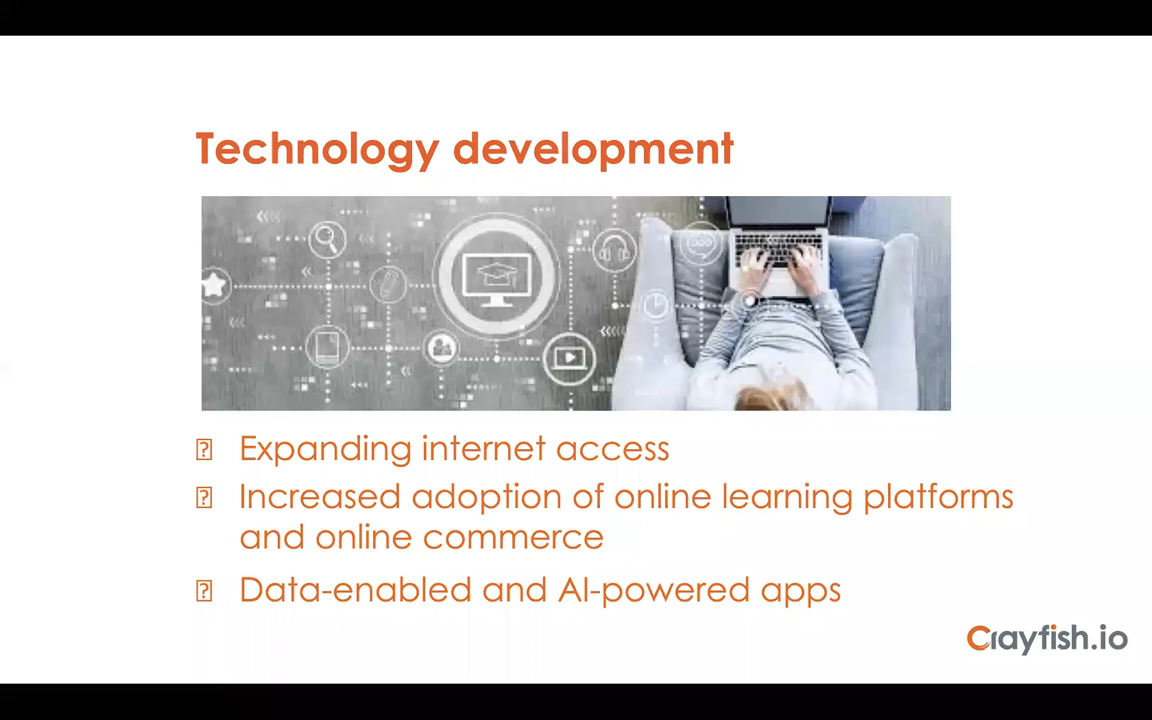 Technology development
Expanding internet access
Increased adoption of online learning platforms
and online commerce
Data-enabled and AI-powered apps
Crayfish.io